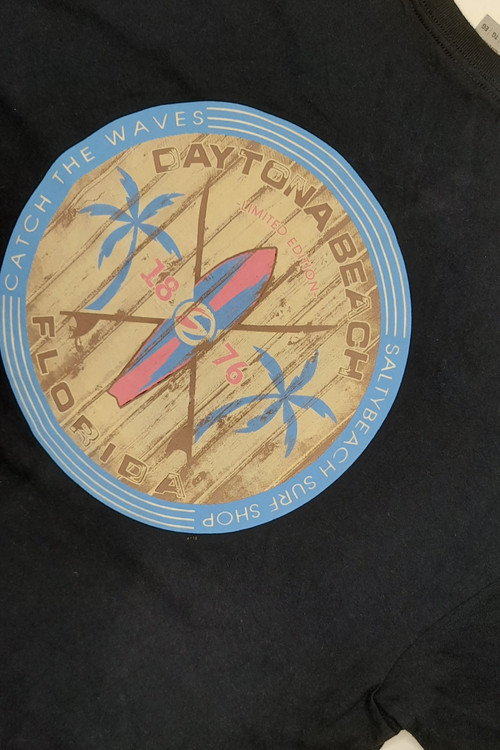 CATCH THE WAVES
DAYTONA BEACH
LIMITED EDITION
18 76
FLORIDA
SALTYBEACH SURF SHOP